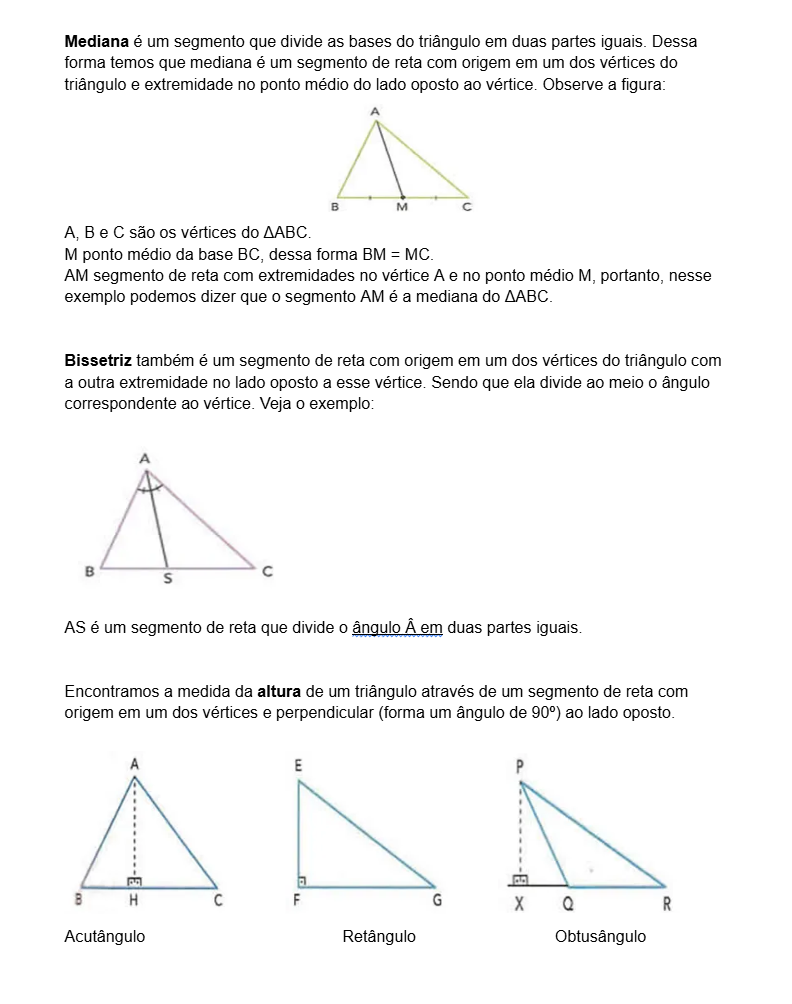 Mediana é um segmento que divide as bases do triângulo em duas partes iguais. Dessa
forma temos que mediana é um segmento de reta com origem em um dos vértices do
triângulo e extremidade no ponto médio do lado oposto ao vértice. Observe a figura:
A
B M C
A, B e C são os vértices do ΔABC.
M ponto médio da base BC, dessa forma BM = MC.
AM segmento de reta com extremidades no vértice A e no ponto médio M, portanto, nesse
exemplo podemos dizer que o segmento AM é a mediana do ΔABC.
Bissetriz também é um segmento de reta com origem em um dos vértices do triângulo com
a outra extremidade no lado oposto a esse vértice. Sendo que ela divide ao meio o ângulo
correspondente ao vértice. Veja o exemplo:
A
B S C
AS é um segmento de reta que divide o ângulo Â em duas partes iguais.
Encontramos a medida da altura de um triângulo através de um segmento de reta com
origem em um dos vértices e perpendicular (forma um ângulo de 90º) ao lado oposto.
A E P
B H C F G X Q R
Acutângulo Retângulo Obtusângulo